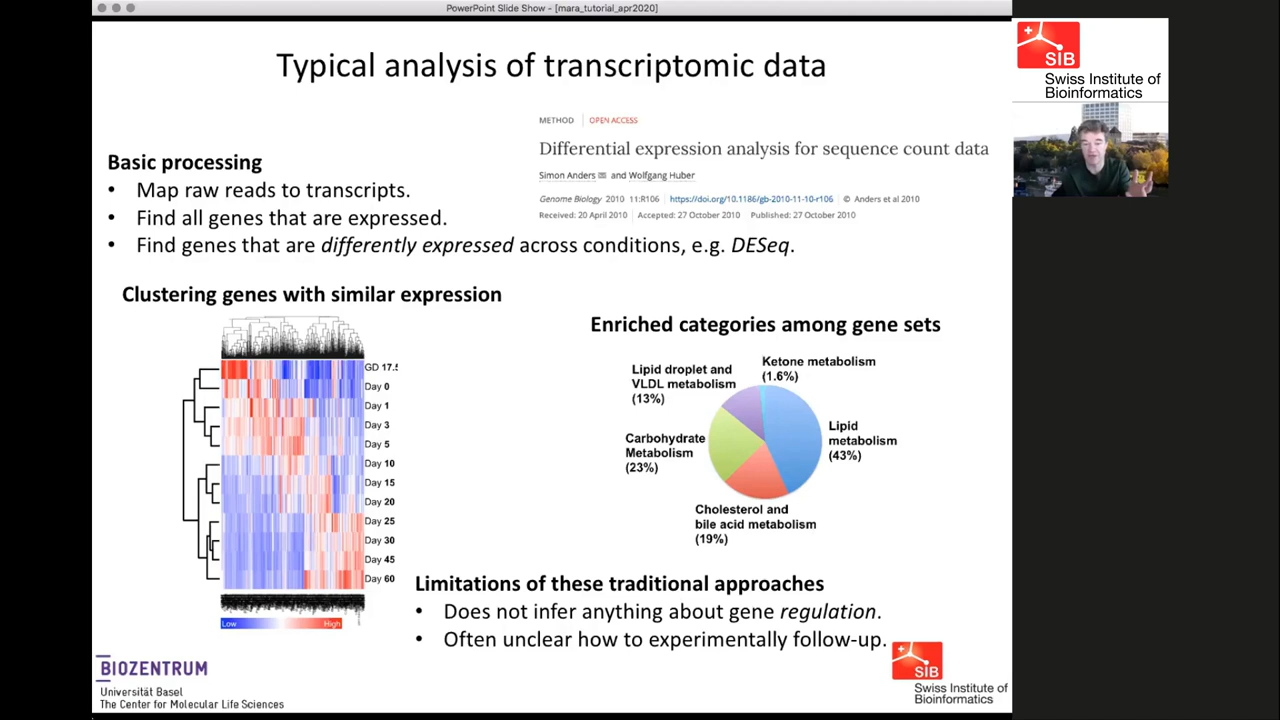 PowerPoint Slide Show - [mara_tutorial_apr2020]
Typical analysis of transcriptomic data
METHOD OPEN ACCESS
Differential expression analysis for sequence count data
Simon Anders and Wolfgang Huber
Genome Biology 2010 11:R106 https://doi.org/10.1186/gb-2010-11-10-r106 © Anders et al 2010
Received: 20 April 2010 Accepted: 27 October 2010 Published: 27 October 2010
Basic processing
• Map raw reads to transcripts.
• Find all genes that are expressed.
• Find genes that are differently expressed across conditions, e.g. DESeq.
Clustering genes with similar expression
GD 17.5
Day 0
Day 1
Day 3
Day 5
Day 10
Day 15
Day 20
Day 25
Day 30
Day 45
Day 60
Low High
Enriched categories among gene sets
Ketone metabolism
(1.6%)
Lipid droplet and
VLDL metabolism
(13%)
Lipid
metabolism
(43%)
Carbohydrate
Metabolism
(23%)
Cholesterol and
bile acid metabolism
(19%)
Limitations of these traditional approaches
• Does not infer anything about gene regulation.
• Often unclear how to experimentally follow-up.
BIOZENTRUM
Universität Basel
The Center for Molecular Life Sciences
SIB
Swiss Institute of
Bioinformatics
SIB
Swiss Institute of
Bioinformatics